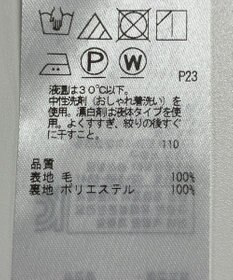 P
W
P23
液温は30℃以下。
中性洗剤(おしゃれ着洗い)を
使用。漂白剤は液体タイプを使
用。よくすすぎ、絞りの後すぐ
に干すこと。
110
品質
表地 毛 100%
裏地 ポリエステル 100%